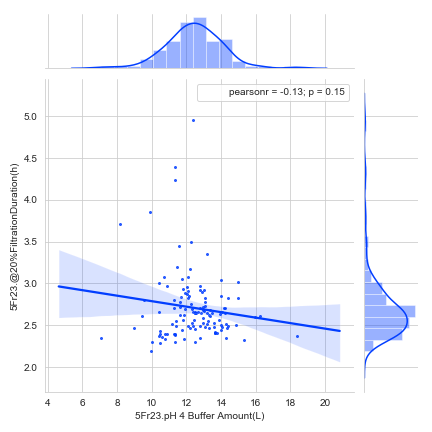 pearsonr = -0.13; p = 0.15
5.0
4.5
4.0
3.5
3.0
2.5
2.0
5Fr23.@20%FiltrationDuration(h)
4 6 8 10 12 14 16 18 20
5Fr23.pH 4 Buffer Amount(L)